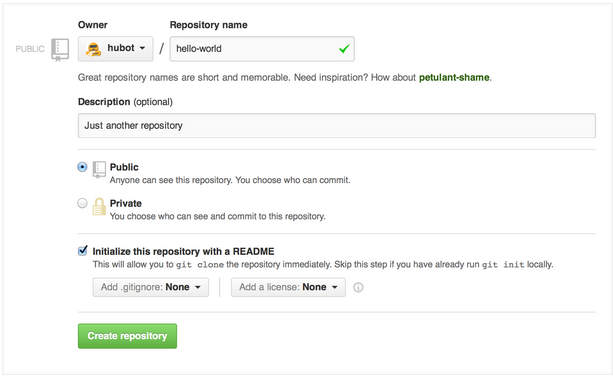 Owner Repository name
PUBLIC hubot / hello-world
Great repository names are short and memorable. Need inspiration? How about petulant-shame.
Description (optional)
Just another repository
Public
Anyone can see this repository. You choose who can commit.
Private
You choose who can see and commit to this repository.
Initialize this repository with a README
This will allow you to git clone the repository immediately. Skip this step if you have already run git init locally.
Add .gitignore: None Add a license: None
Create repository